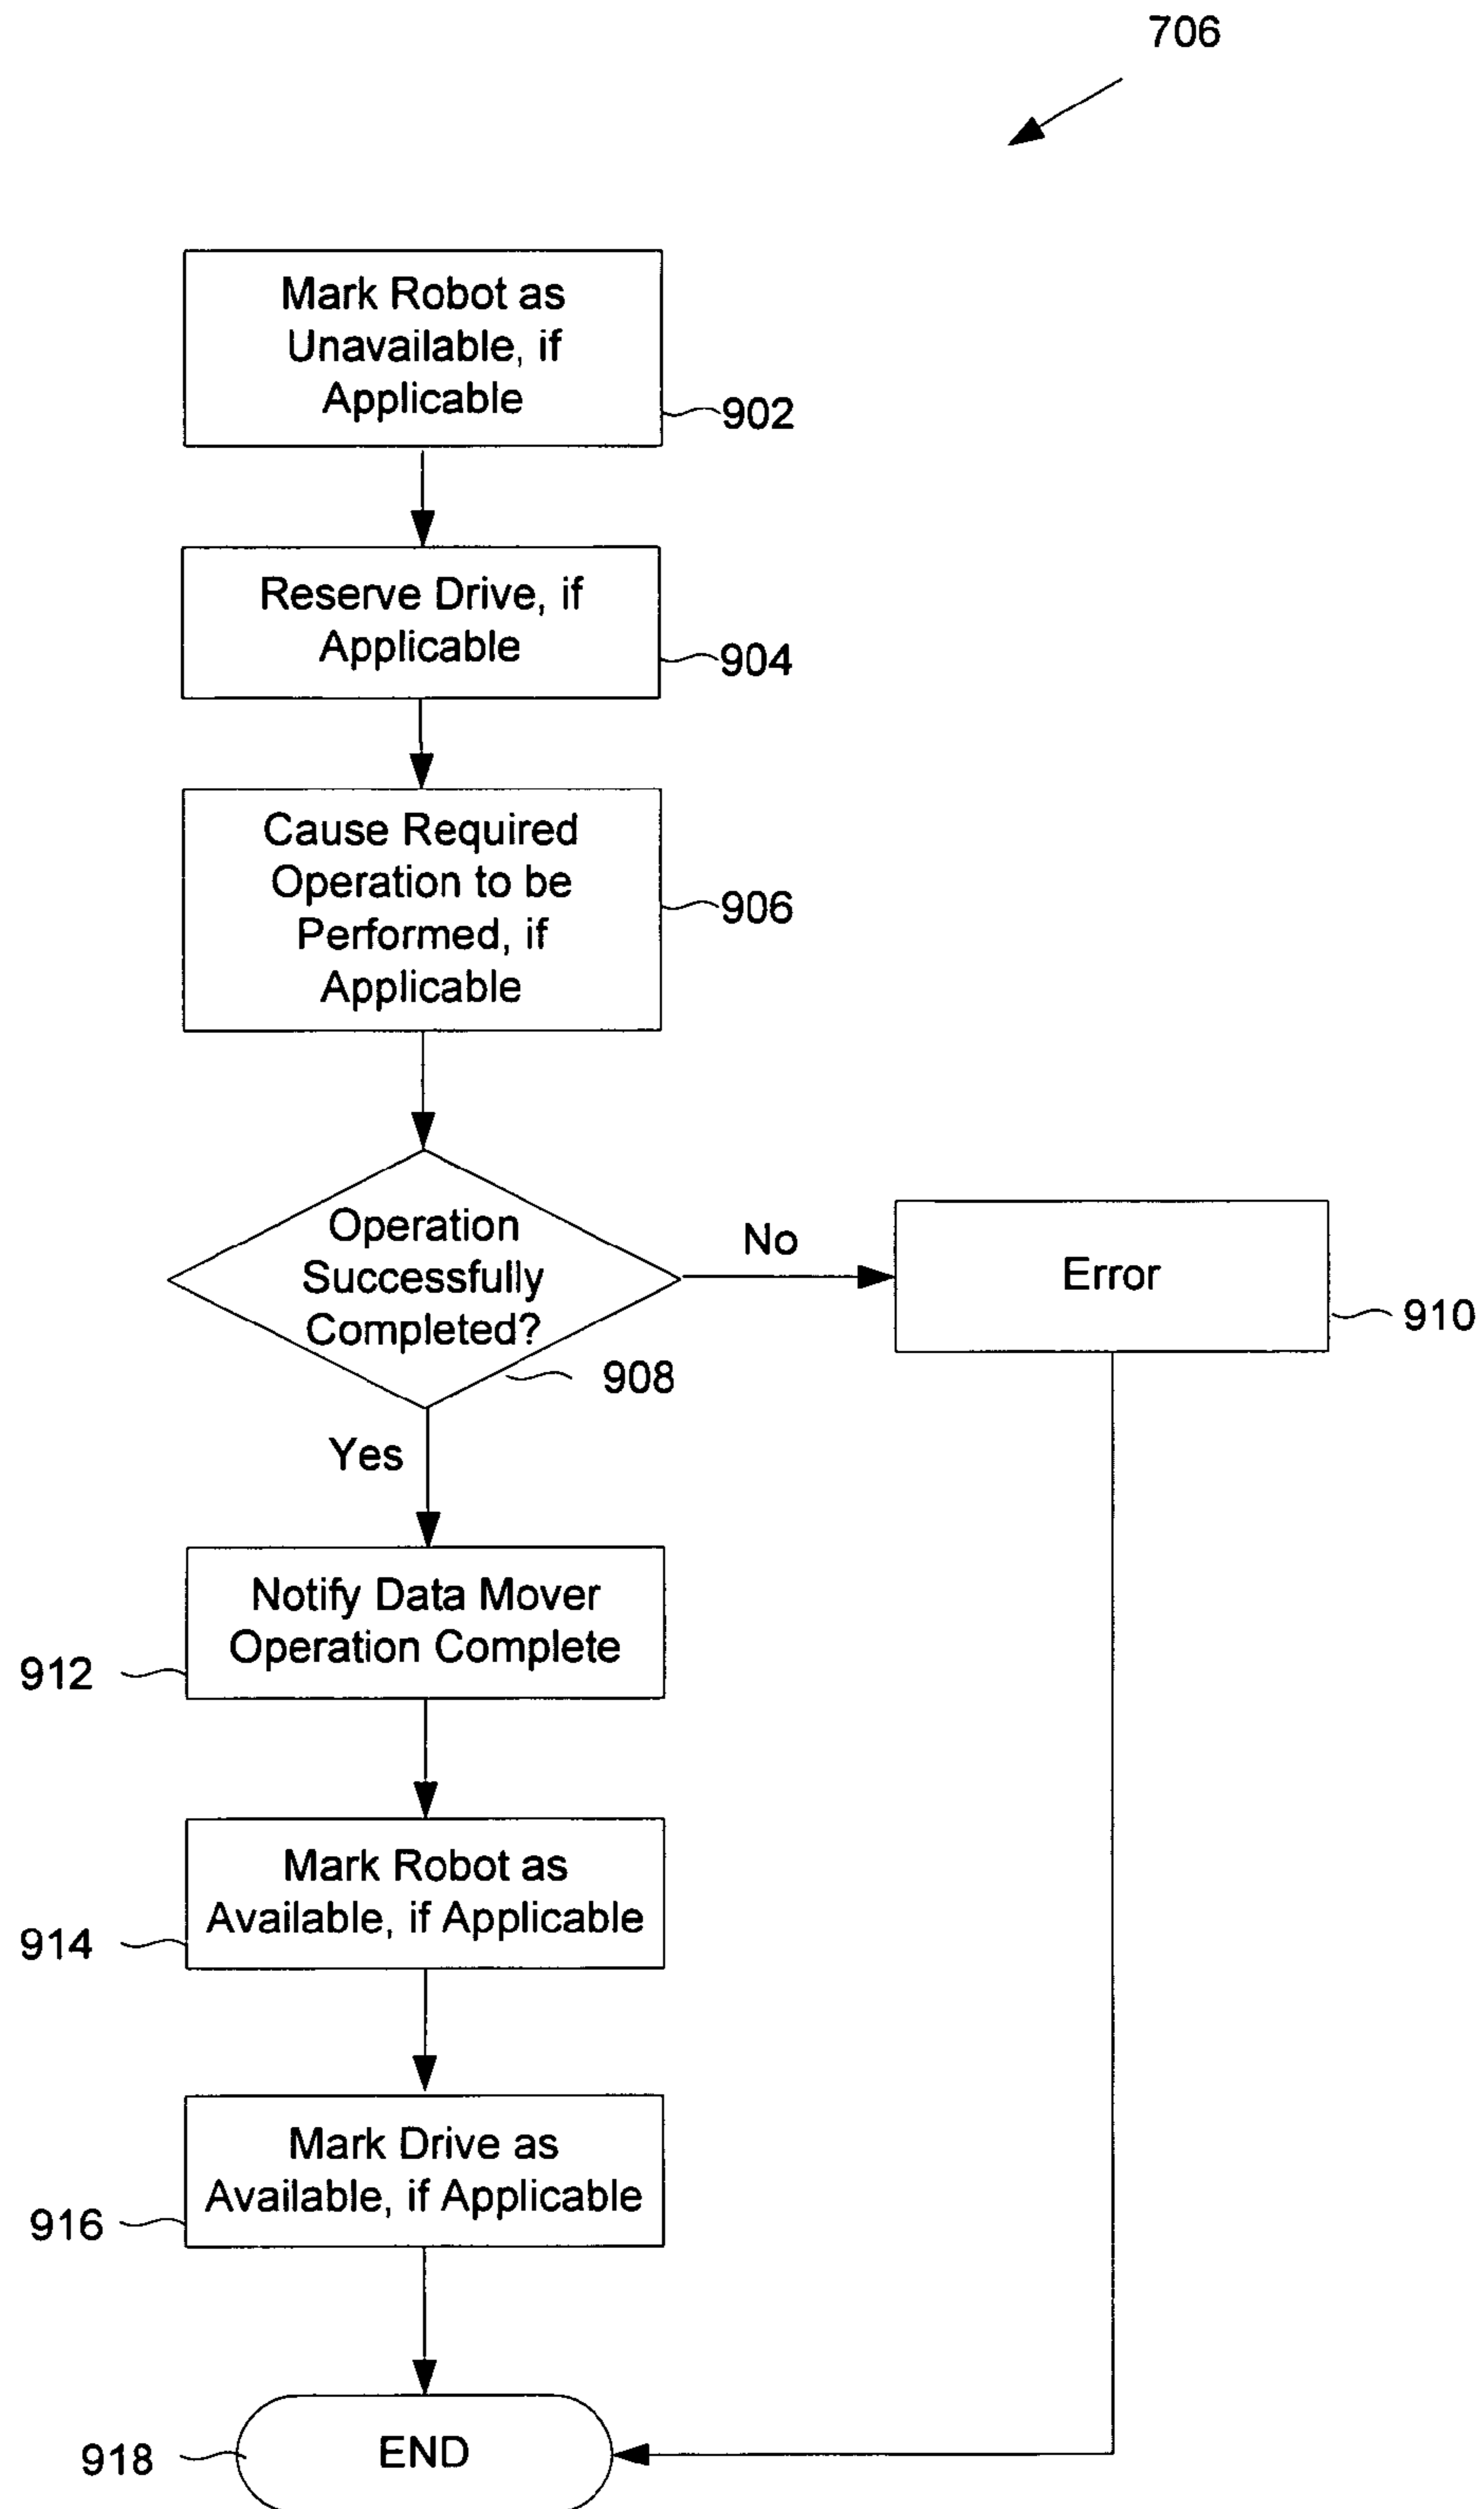 706
Mark Robot as
Unavailable, if
Applicable
902
Reserve Drive, if
Applicable
904
Cause Required
Operation to be
Performed, if
Applicable
906
Operation
Successfully
Completed?
908
No
Error
910
Yes
Notify Data Mover
Operation Complete
912
Mark Robot as
Available, if Applicable
914
Mark Drive as
Available, if Applicable
916
END
918